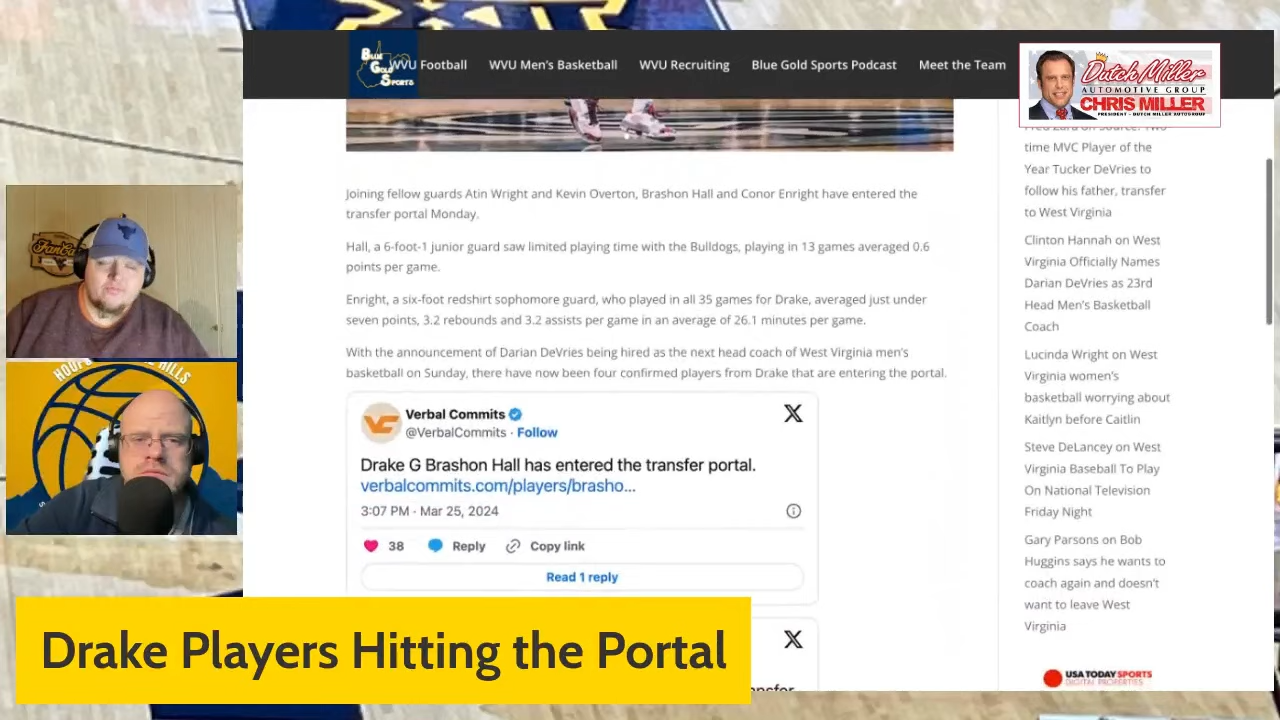 BLUE
GOLD
SPORTS
WVU Football
WVU Men's Basketball
WVU Recruiting
Blue Gold Sports Podcast
Meet the Team
Dutch Miller
AUTOMOTIVE GROUP
CHRIS MILLER
PRESIDENT - DUTCH MILLER AUTOGROUP
Joining fellow guards Atin Wright and Kevin Overton, Brashon Hall and Conor Enright have entered the
transfer portal Monday.
Hall, a 6-foot-1 junior guard saw limited playing time with the Bulldogs, playing in 13 games averaged 0.6
points per game.
Enright, a six-foot redshirt sophomore guard, who played in all 35 games for Drake, averaged just under
seven points, 3.2 rebounds and 3.2 assists per game in an average of 26.1 minutes per game.
With the announcement of Darian DeVries being hired as the next head coach of West Virginia men's
basketball on Sunday, there have now been four confirmed players from Drake that are entering the portal.
Verbal Commits
@VerbalCommits · Follow
Drake G Brashon Hall has entered the transfer portal.
verbalcommits.com/players/brasho...
3:07 PM · Mar 25, 2024
38 Reply Copy link
Read 1 reply
time MVC Player of the
Year Tucker DeVries to
follow his father, transfer
to West Virginia
Clinton Hannah on West
Virginia Officially Names
Darian DeVries as 23rd
Head Men's Basketball
Coach
Lucinda Wright on West
Virginia women's
basketball worrying about
Kaitlyn before Caitlin
Steve DeLancey on West
Virginia Baseball To Play
On National Television
Friday Night
Gary Parsons on Bob
Huggins says he wants to
coach again and doesn't
want to leave West
Virginia
USA TODAY SPORTS
DIGITAL PROPERTIES
Drake Players Hitting the Portal